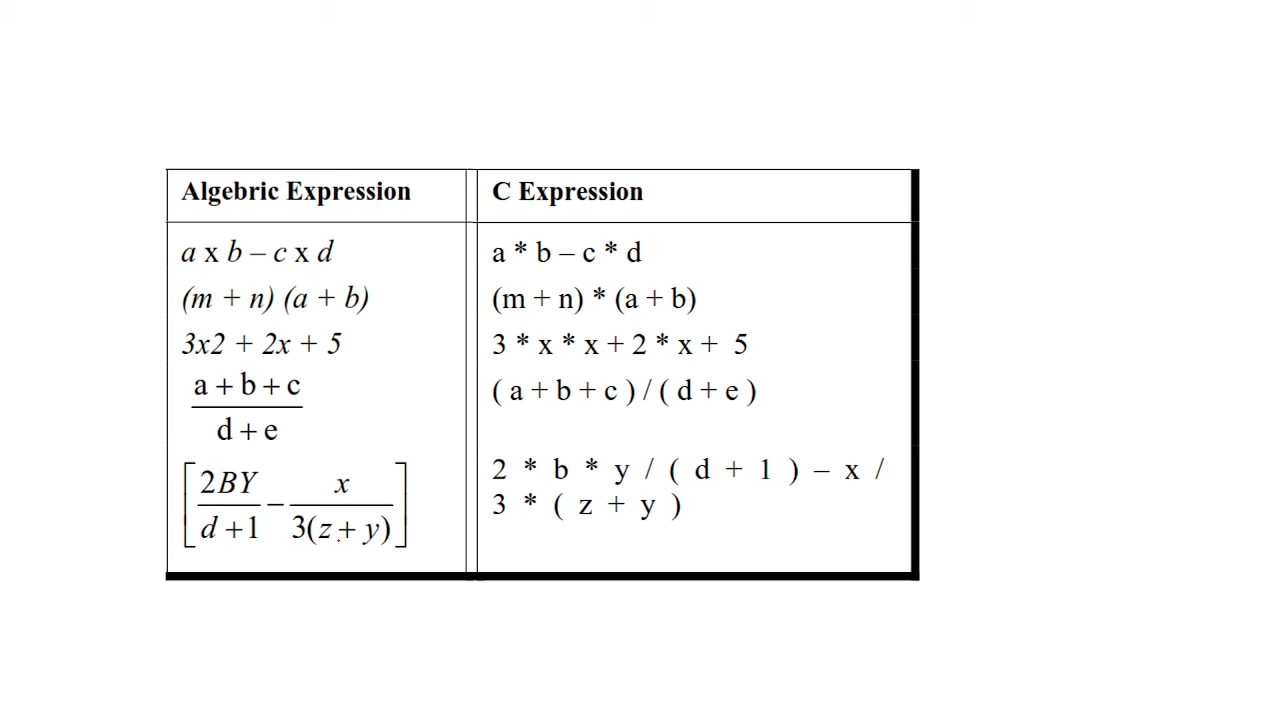 Algebric Expression C Expression
a x b – c x d a * b – c * d
(m + n) (a + b) (m + n) * (a + b)
3x2 + 2x + 5 3 * x * x + 2 * x + 5
a + b + c ( a + b + c ) / ( d + e )
d + e
2BY x 2 * b * y / ( d + 1 ) – x /
[ – ] 3 * ( z + y )
d + 1 3(z + y)